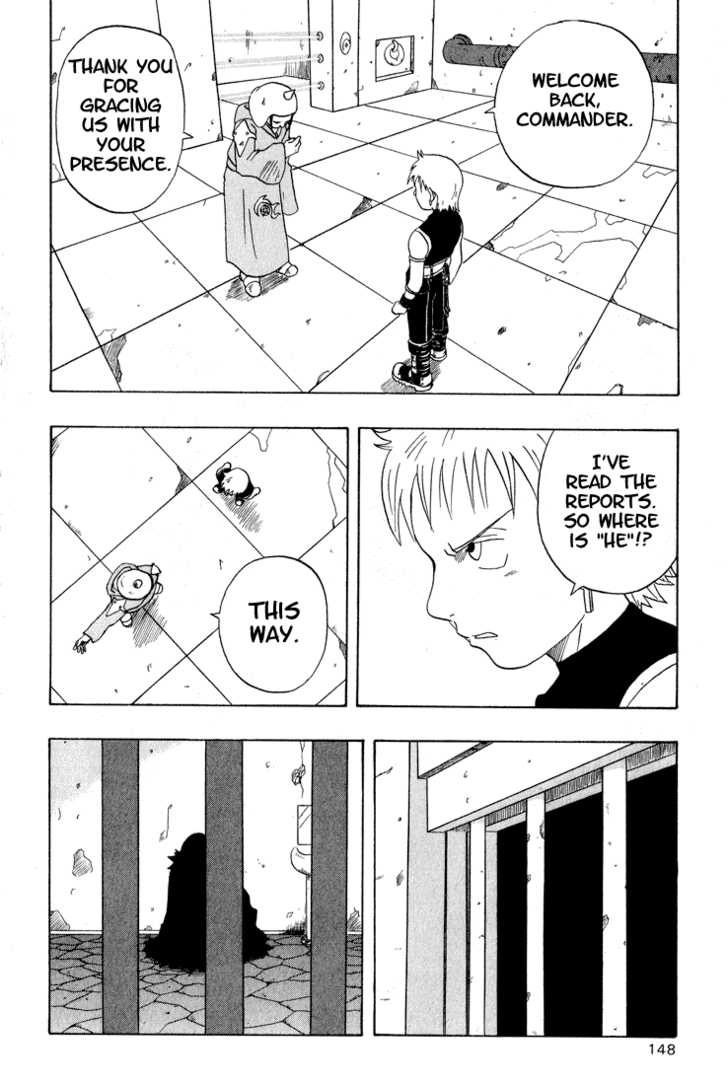 WELCOME
BACK,
COMMANDER.
THANK YOU
FOR
GRACING
US WITH
YOUR
PRESENCE.
I'VE
READ THE
REPORTS.
SO WHERE
IS "HE"!?
THIS
WAY.
148